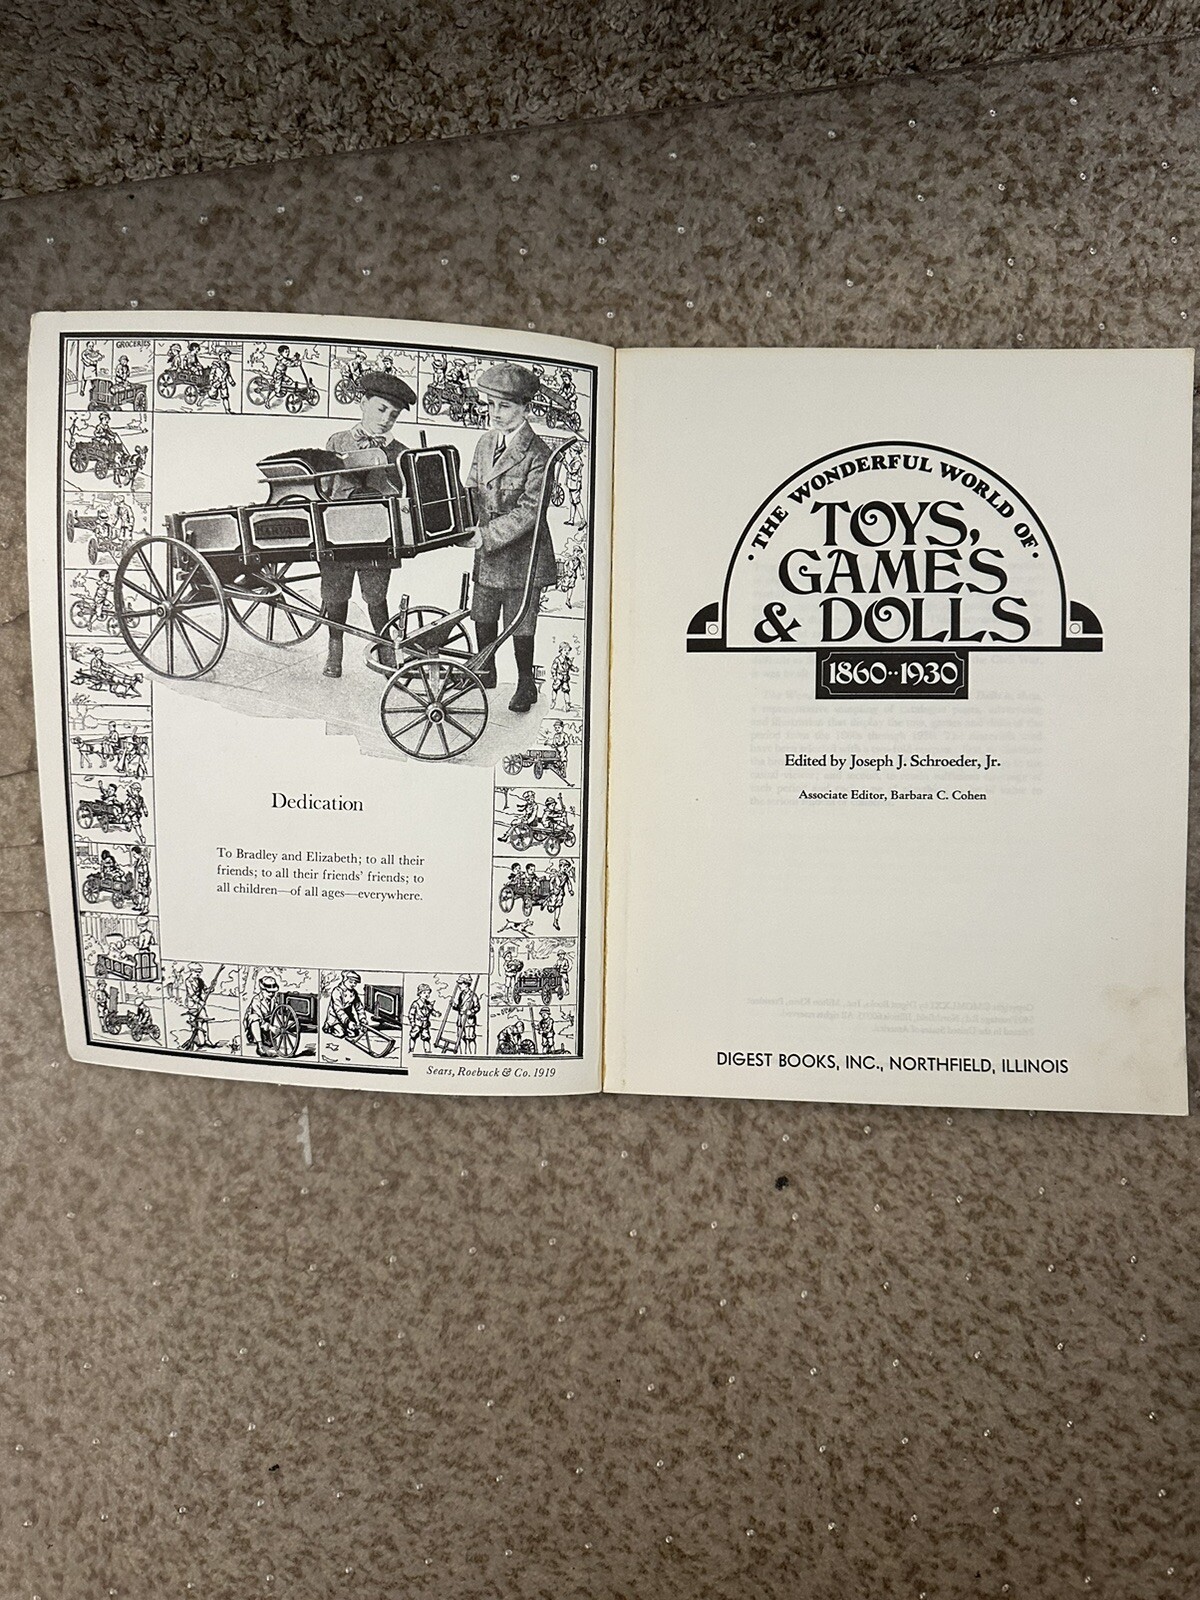 GROCERIES
HARVARD
Dedication
To Bradley and Elizabeth; to all their
friends; to all their friends' friends; to
all children—of all ages—everywhere.
Sears, Roebuck & Co. 1919
· THE WONDERFUL WORLD OF ·
TOYS,
GAMES
& DOLLS
1860··1930
Edited by Joseph J. Schroeder, Jr.
Associate Editor, Barbara C. Cohen
DIGEST BOOKS, INC., NORTHFIELD, ILLINOIS